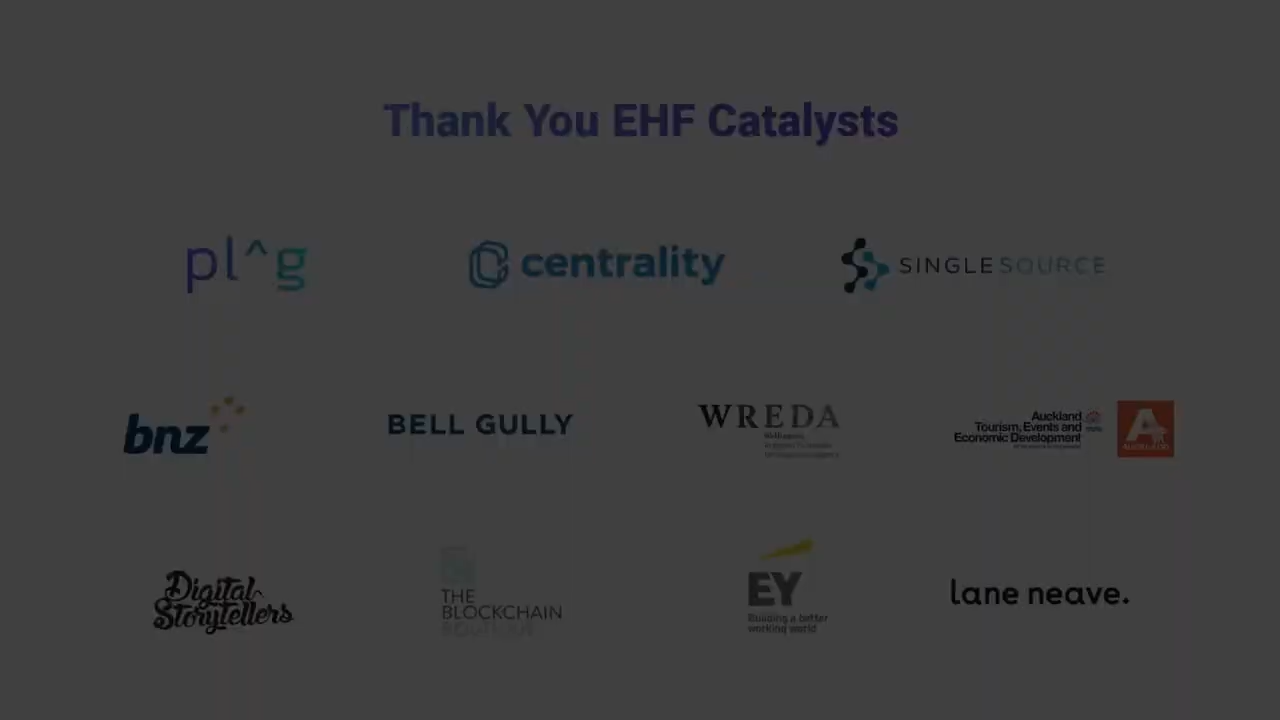 Thank You EHF Catalysts
pl^g
centrality
SINGLESOURCE
bnz
BELL GULLY
WREDA
Auckland
Tourism, Events and
Economic Development
A
AUCKLAND
Digital
Storytellers
THE
BLOCKCHAIN
EY
Building a better
working world
lane neave.